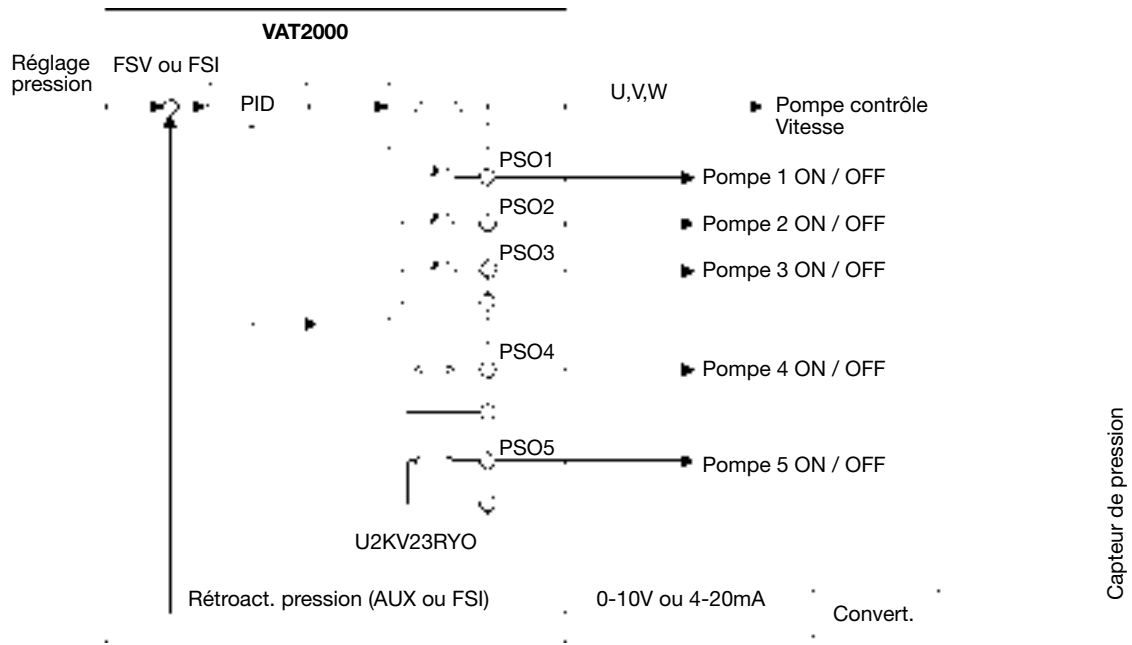 VAT2000
Réglage
pression
FSV ou FSI
PID
U,V,W
Pompe contrôle
Vitesse
PSO1
Pompe 1 ON / OFF
PSO2
Pompe 2 ON / OFF
PSO3
Pompe 3 ON / OFF
PSO4
Pompe 4 ON / OFF
PSO5
Pompe 5 ON / OFF
U2KV23RYO
Rétroact. pression (AUX ou FSI)
0-10V ou 4-20mA
Convert.
Capteur de pression